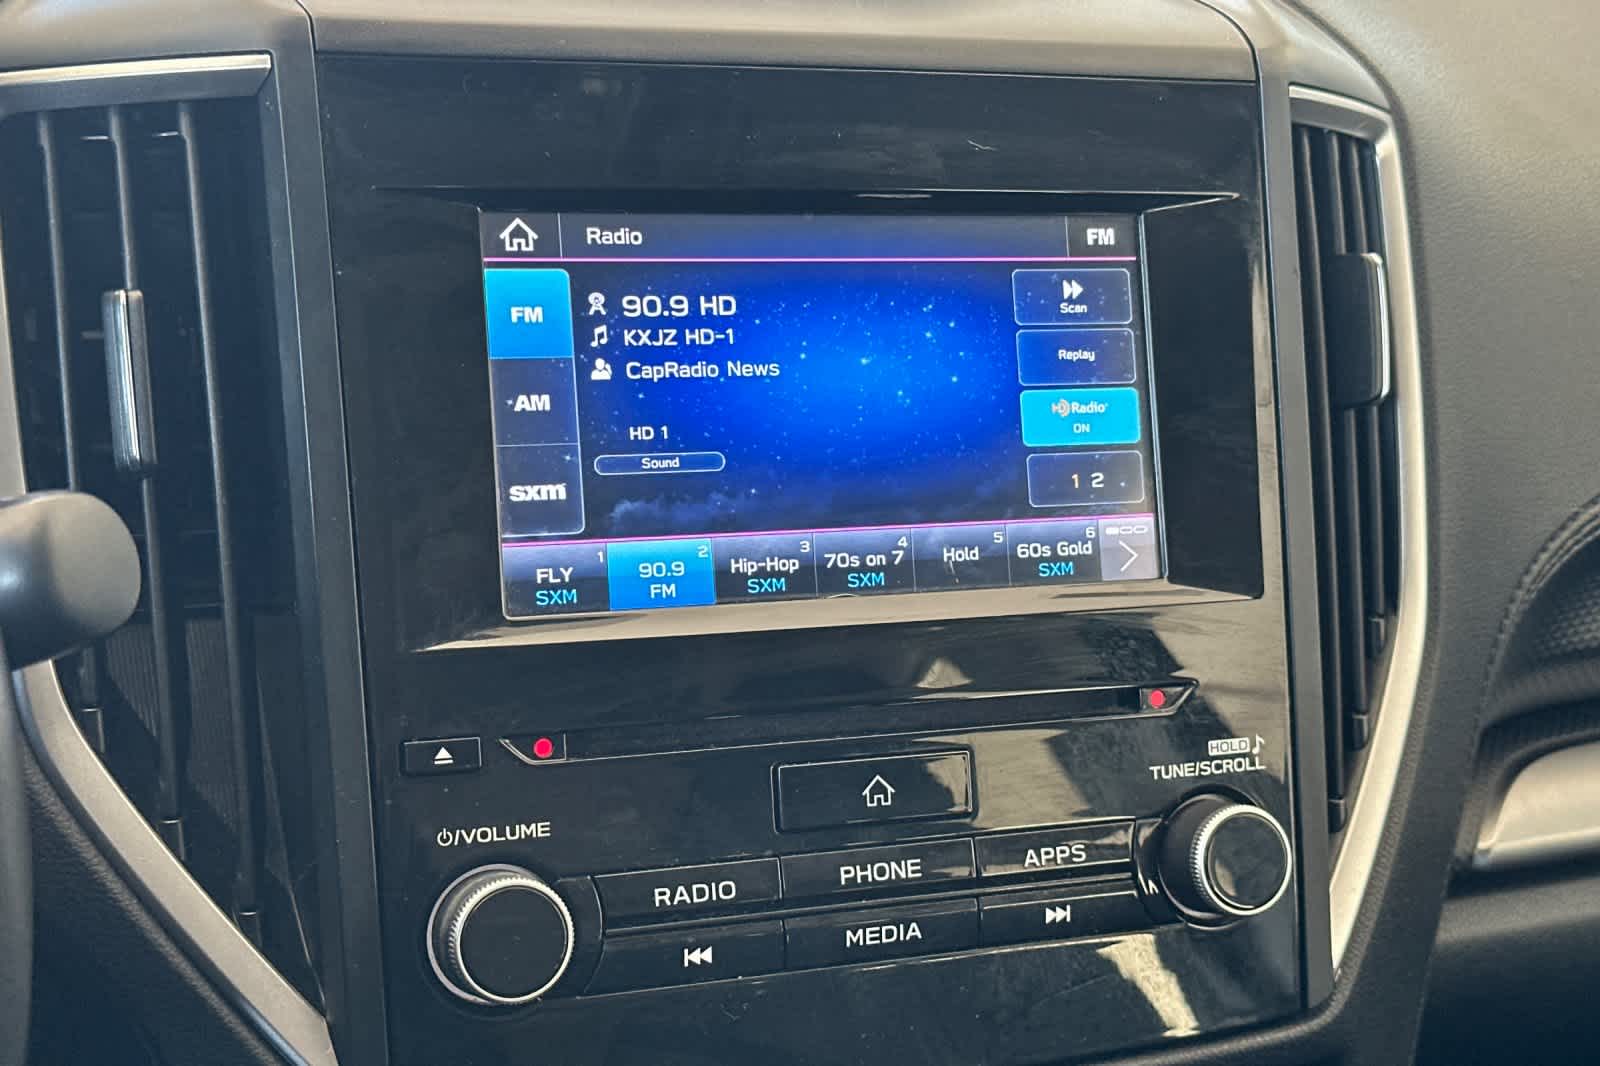 Radio
FM
FM
90.9 HD
KXJZ HD-1
CapRadio News
AM
HD 1
Sound
sxm
Scan
Replay
HD Radio
ON
1 2
1
FLY
SXM
2
90.9
FM
3
Hip-Hop
SXM
4
70s on 7
SXM
5
Hold
6
60s Gold
SXM
HOLD
TUNE/SCROLL
/VOLUME
RADIO
PHONE
APPS
MEDIA